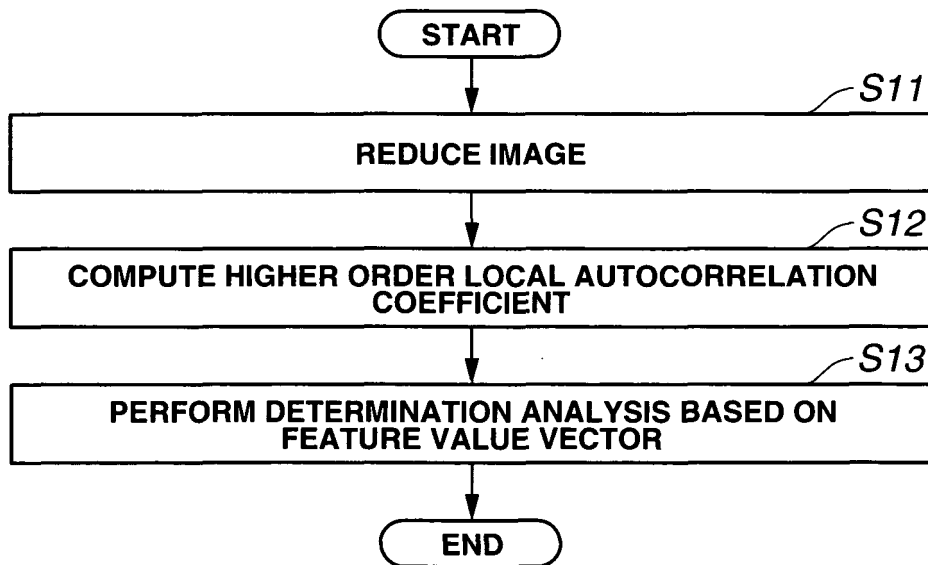 START
S11
REDUCE IMAGE
S12
COMPUTE HIGHER ORDER LOCAL AUTOCORRELATION
COEFFICIENT
S13
PERFORM DETERMINATION ANALYSIS BASED ON
FEATURE VALUE VECTOR
END